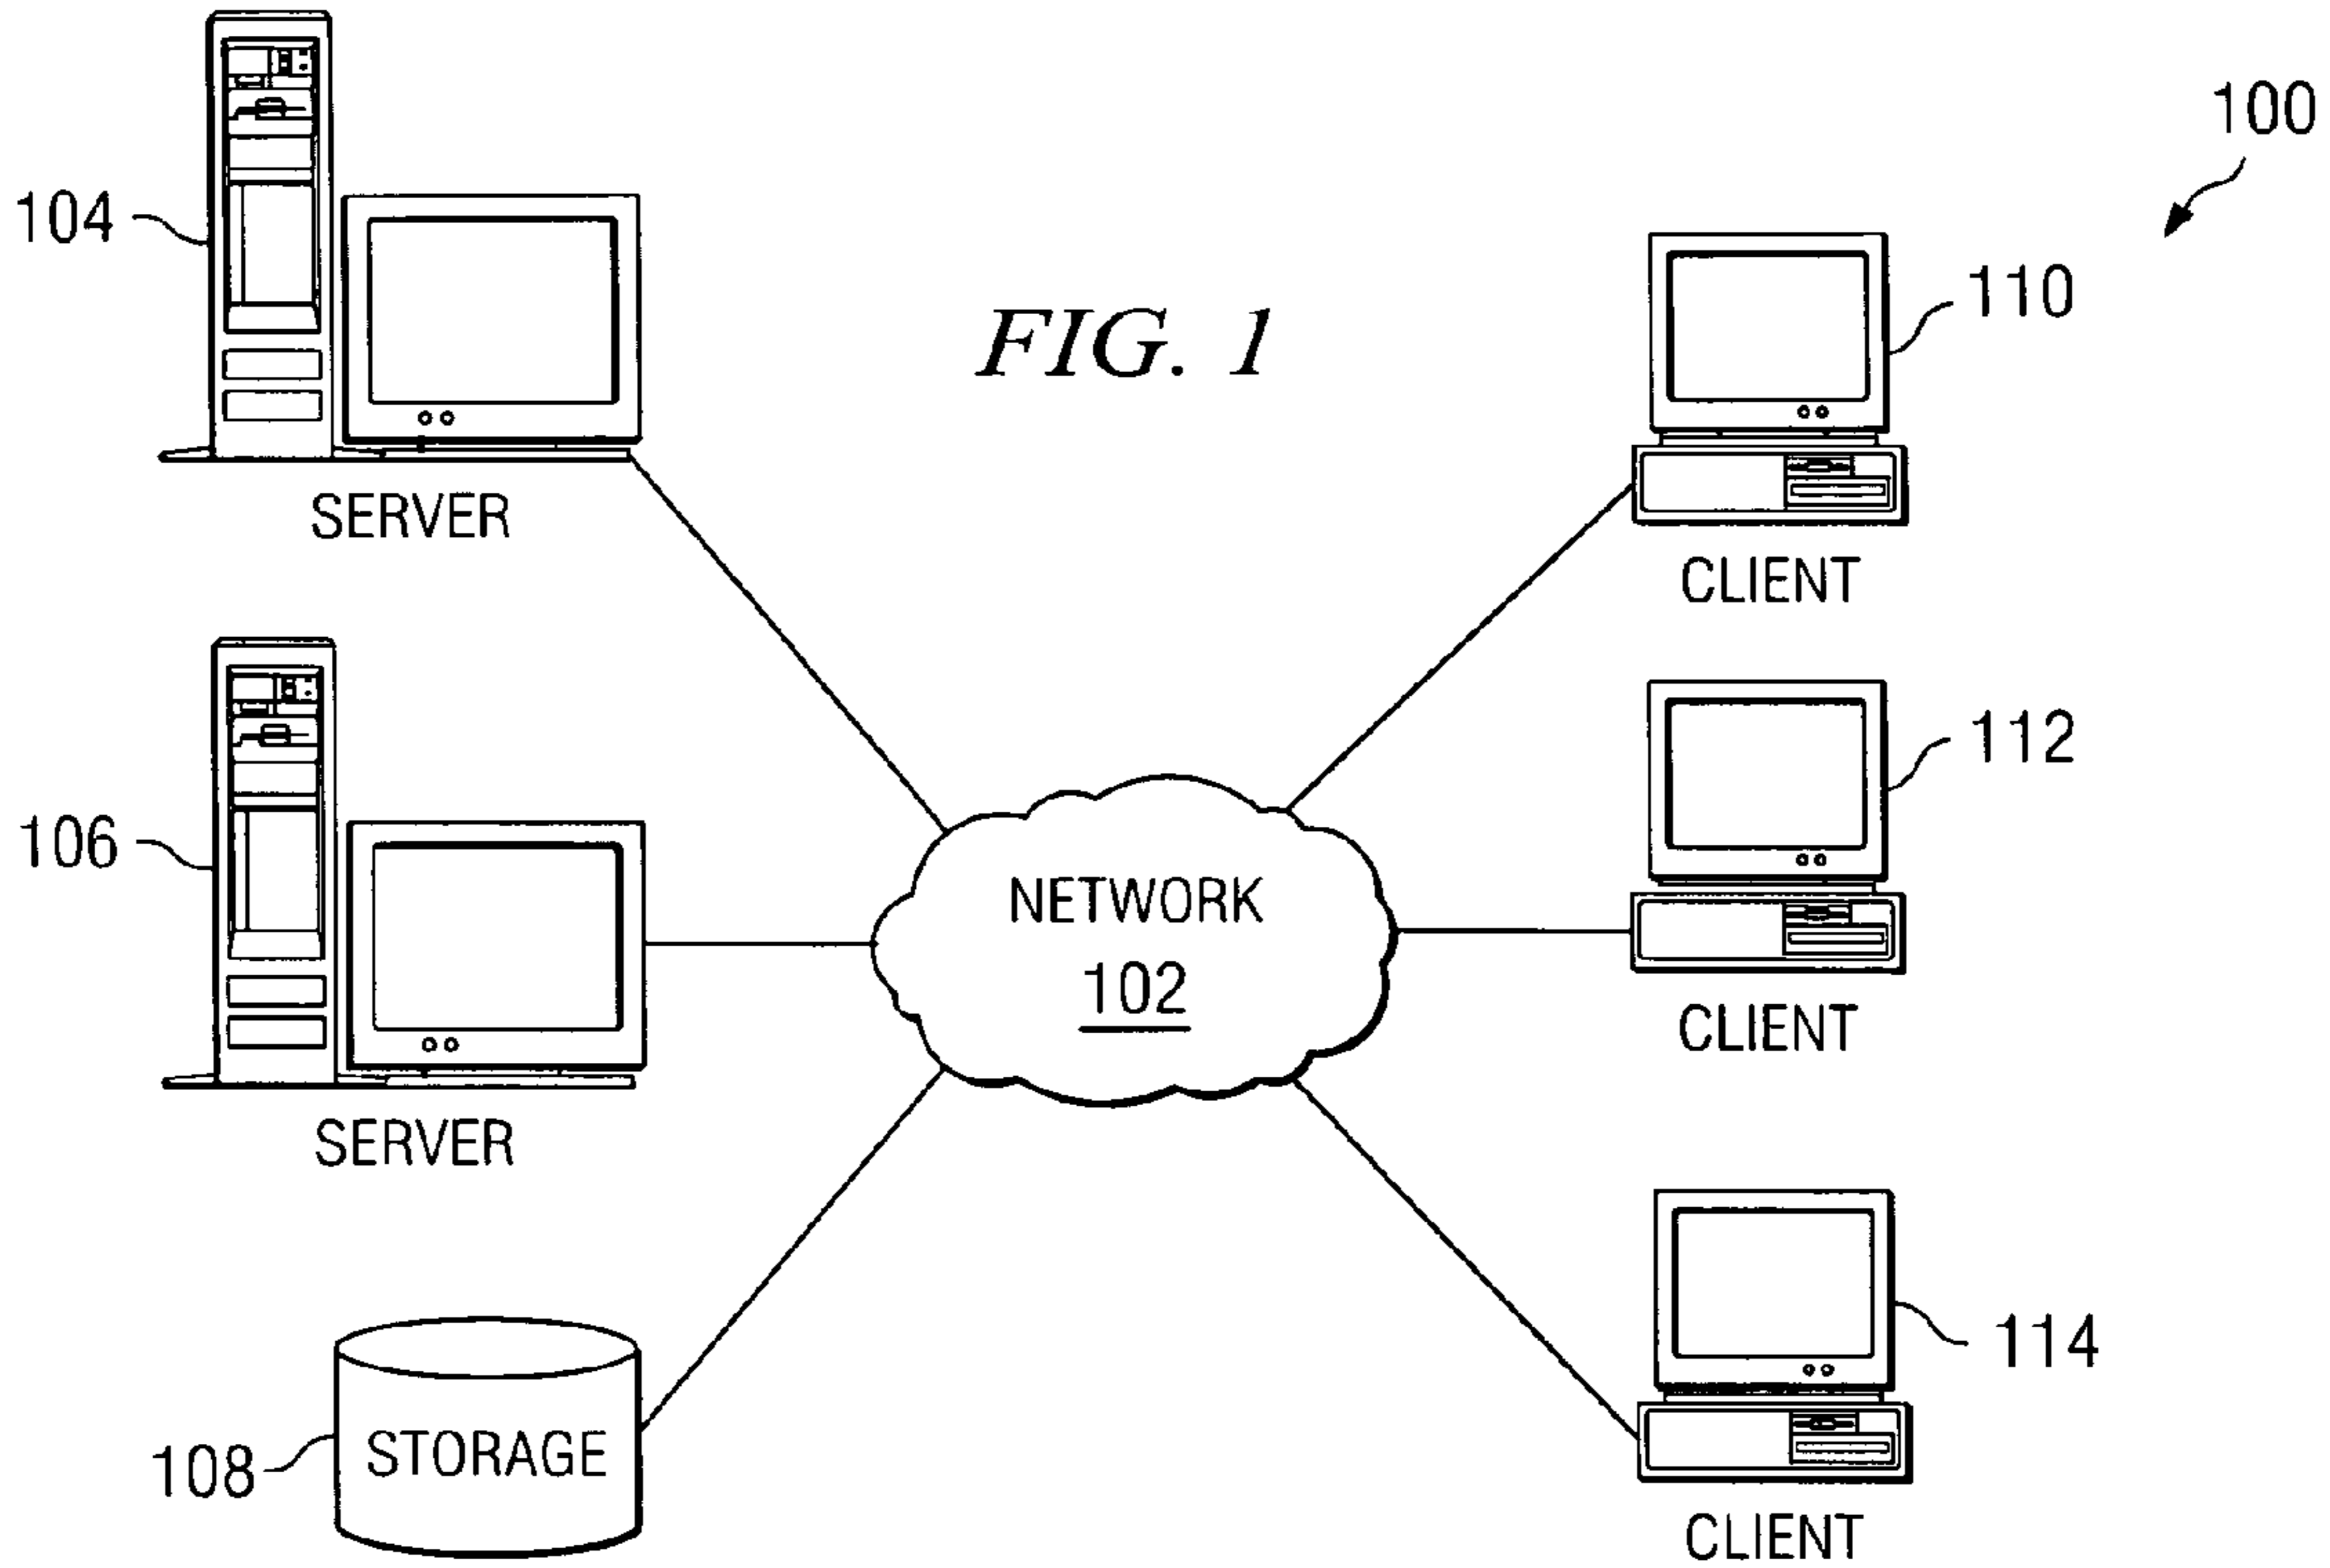 100
104
110
FIG. 1
SERVER
CLIENT
112
106
NETWORK
102
CLIENT
SERVER
114
STORAGE
108
CLIENT